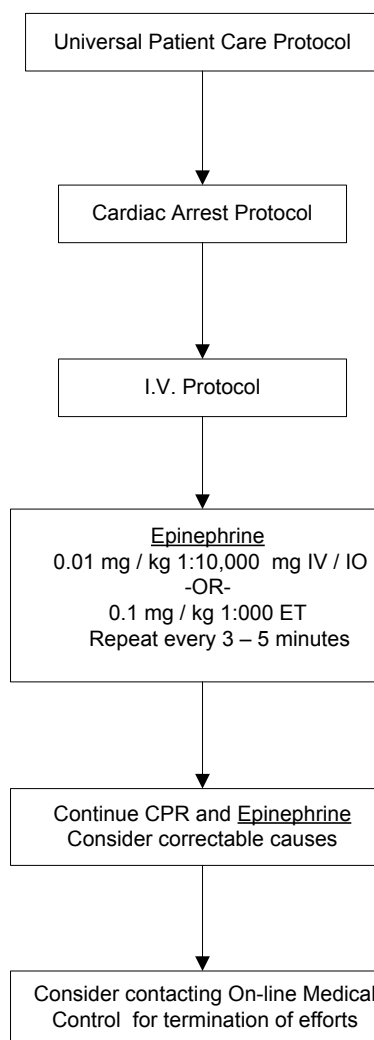 Universal Patient Care Protocol
Cardiac Arrest Protocol
I.V. Protocol
Epinephrine
0.01 mg / kg 1:10,000  mg IV / IO
-OR-
0.1 mg / kg 1:000 ET
Repeat every 3 – 5 minutes
Continue CPR and Epinephrine
Consider correctable causes
Consider contacting On-line Medical
Control  for termination of efforts